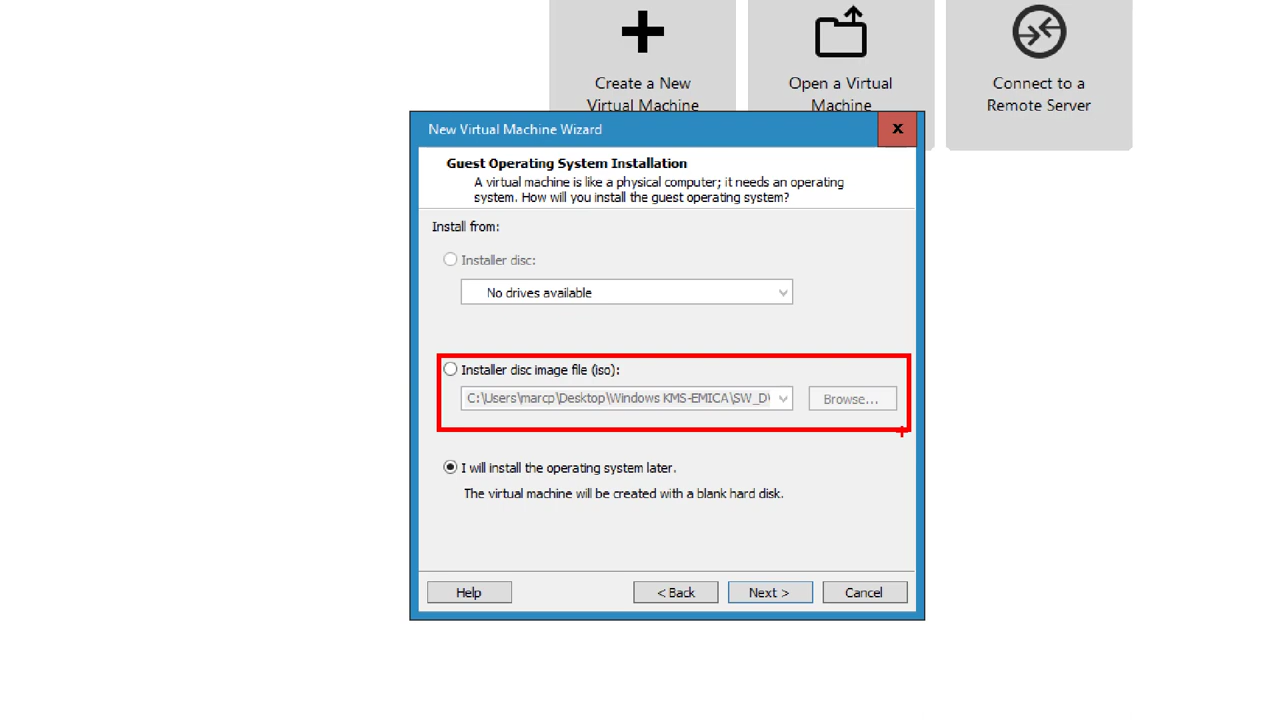 Create a New
Virtual Machine
Open a Virtual
Machine
Connect to a
Remote Server
New Virtual Machine Wizard
x
Guest Operating System Installation
A virtual machine is like a physical computer; it needs an operating
system. How will you install the guest operating system?
Install from:
Installer disc:
No drives available
Installer disc image file (iso):
C:\Users\marcp\Desktop\Windows KMS-EMICA\SW_D\
Browse...
I will install the operating system later.
The virtual machine will be created with a blank hard disk.
Help
< Back
Next >
Cancel